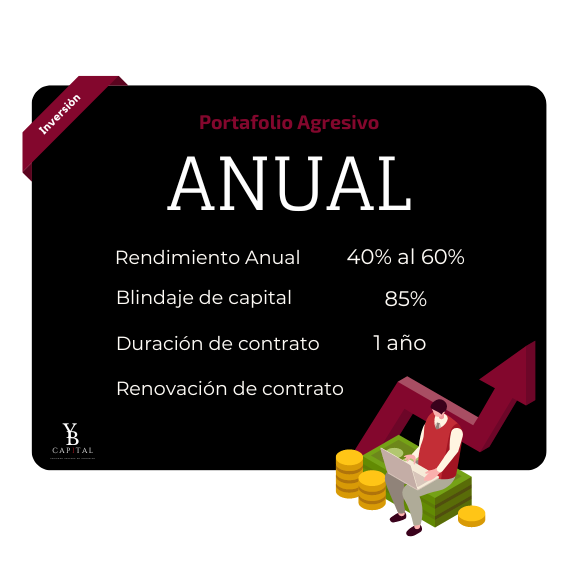 Inversión
Portafolio Agresivo
ANUAL
Rendimiento Anual 40% al 60%
Blindaje de capital 85%
Duración de contrato 1 año
Renovación de contrato
YB
CAPITAL